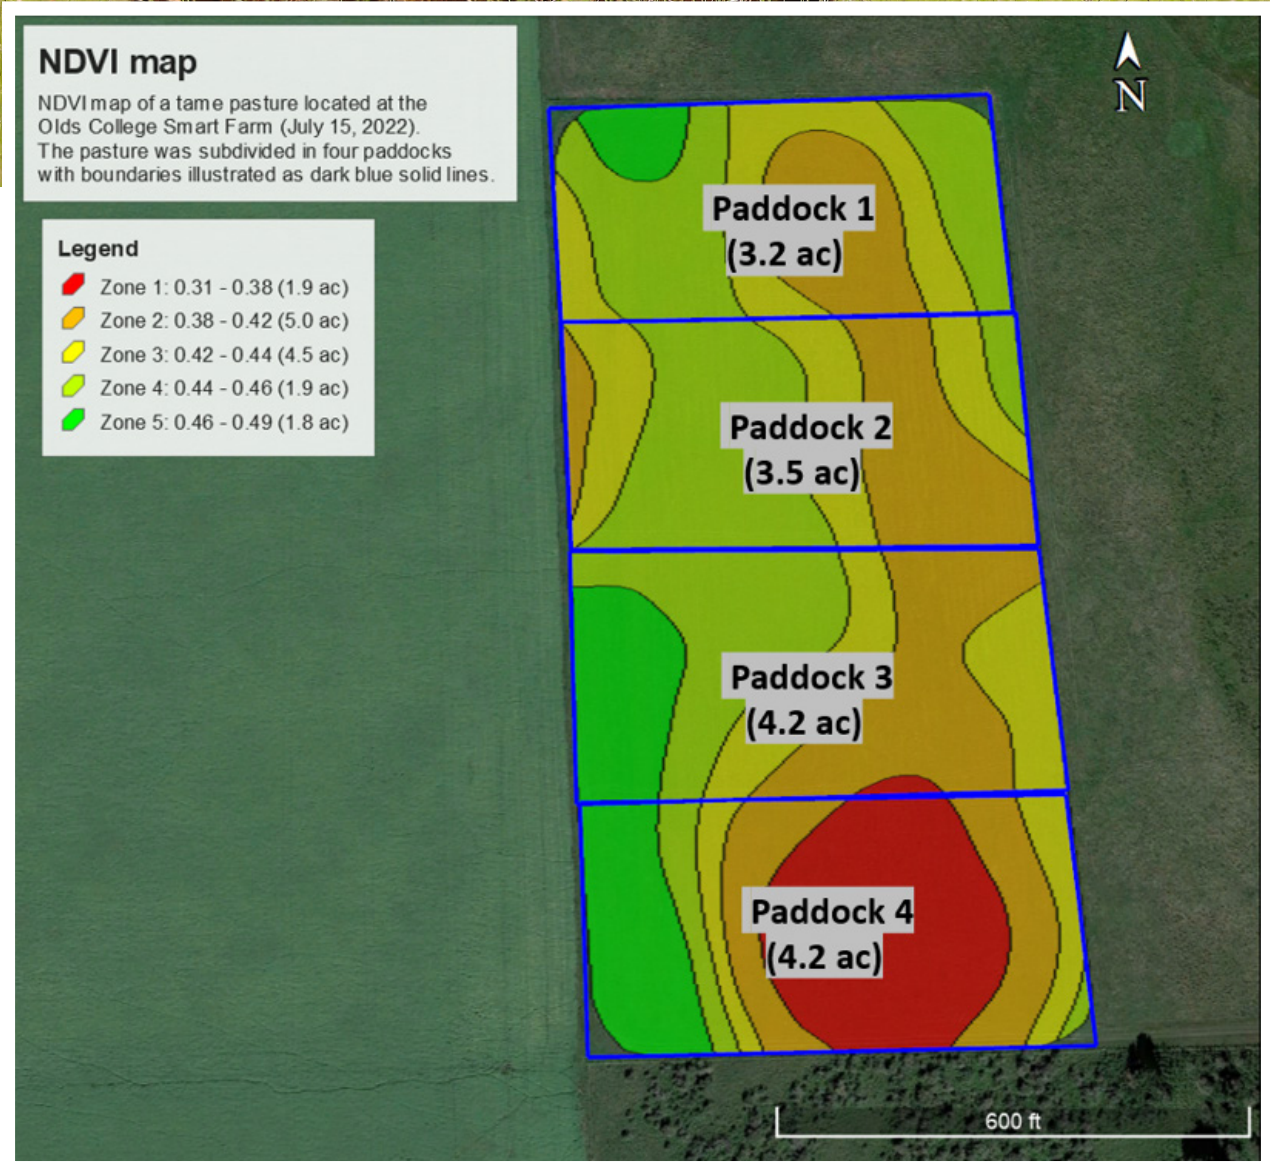 NDVI map
NDVI map of a tame pasture located at the
Olds College Smart Farm (July 15, 2022).
The pasture was subdivided in four paddocks
with boundaries illustrated as dark blue solid lines.
Legend
Zone 1: 0.31 - 0.38 (1.9 ac)
Zone 2: 0.38 - 0.42 (5.0 ac)
Zone 3: 0.42 - 0.44 (4.5 ac)
Zone 4: 0.44 - 0.46 (1.9 ac)
Zone 5: 0.46 - 0.49 (1.8 ac)
N
Paddock 1
(3.2 ac)
Paddock 2
(3.5 ac)
Paddock 3
(4.2 ac)
Paddock 4
(4.2 ac)
600 ft